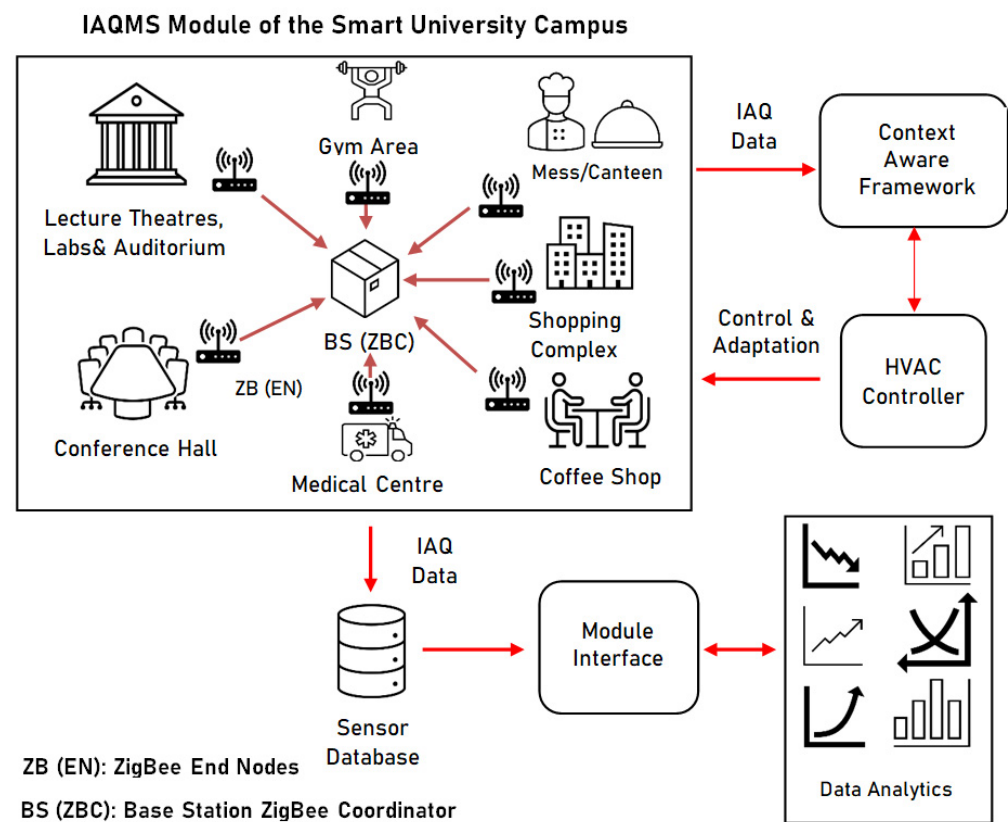 IAQMS Module of the Smart University Campus
Gym Area
Mess/Canteen
Lecture Theatres,
Labs& Auditorium
BS (ZBC)
Shopping
Complex
ZB (EN)
Conference Hall
Medical Centre
Coffee Shop
IAQ
Data
Context
Aware
Framework
Control &
Adaptation
HVAC
Controller
IAQ
Data
Sensor
Database
Module
Interface
Data Analytics
ZB (EN): ZigBee End Nodes
BS (ZBC): Base Station ZigBee Coordinator